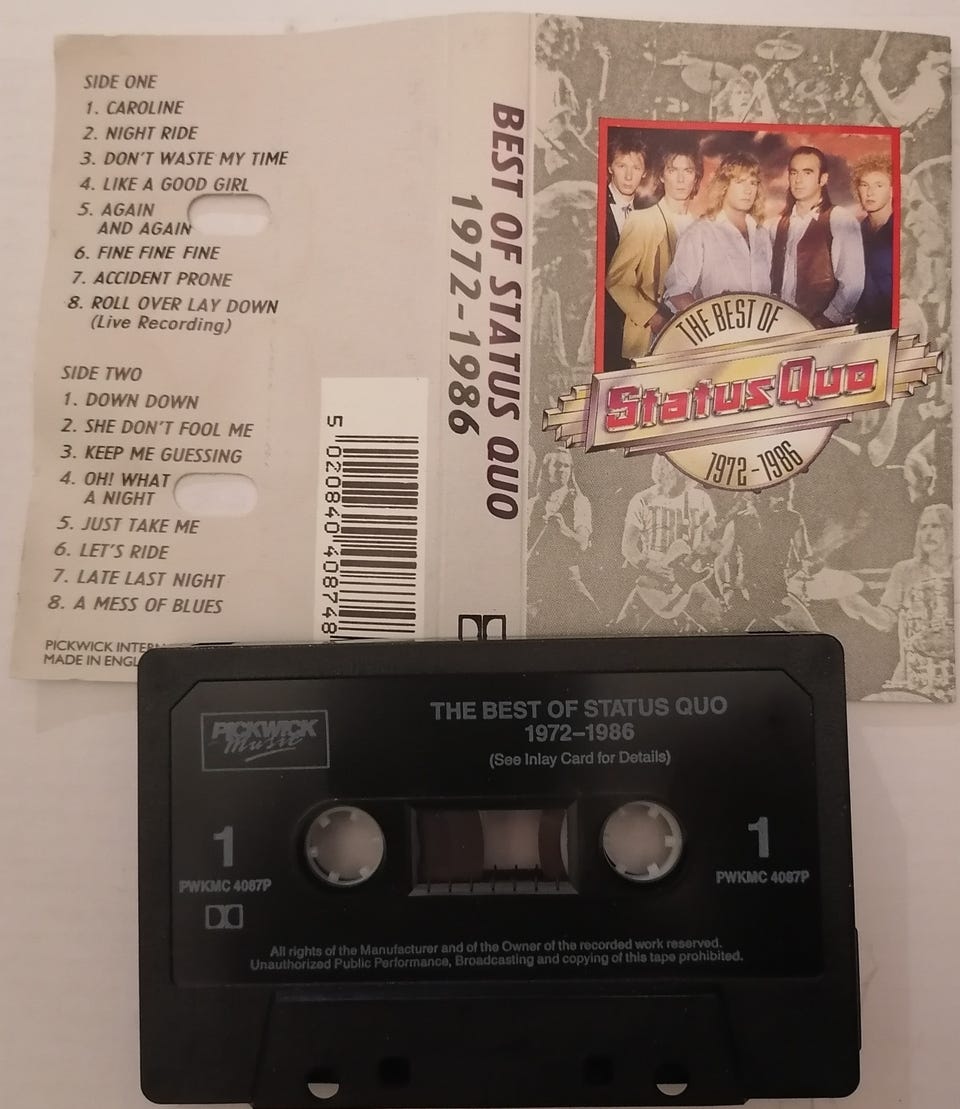 SIDE ONE
1. CAROLINE
2. NIGHT RIDE
3. DON'T WASTE MY TIME
4. LIKE A GOOD GIRL
5. AGAIN
AND AGAIN
6. FINE FINE FINE
7. ACCIDENT PRONE
8. ROLL OVER LAY DOWN
(Live Recording)
SIDE TWO
1. DOWN DOWN
2. SHE DON'T FOOL ME
3. KEEP ME GUESSING
4. OH! WHAT
A NIGHT
5. JUST TAKE ME
6. LET'S RIDE
7. LATE LAST NIGHT
8. A MESS OF BLUES
PICKWICK
MADE IN
5 020840 408748
BEST OF STATUS QUO
1972-1986
THE BEST OF
Status Quo
1972-1986
PICKWICK
Music
THE BEST OF STATUS QUO
1972–1986
(See Inlay Card for Details)
1
PWKMC 4087P
1
PWKMC 4087P
All rights of the Manufacturer and of the Owner of the recorded work reserved.
Unauthorized Public Performance, Broadcasting and copying of this tape prohibited.